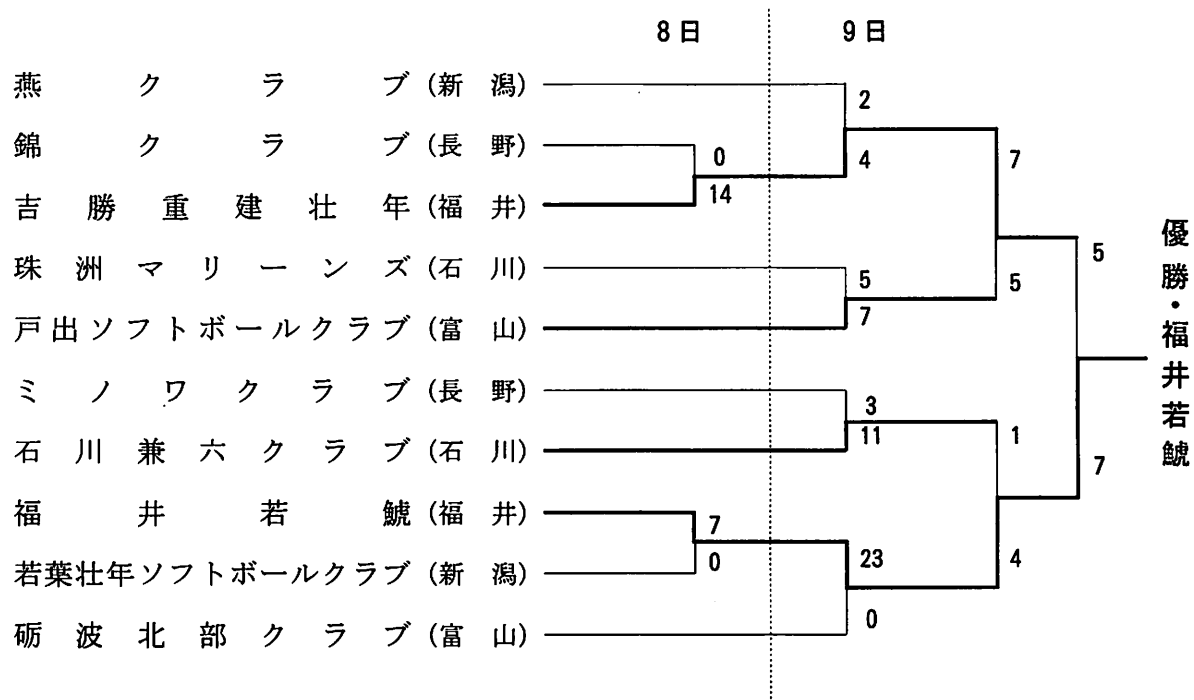 8日 9日
燕クラブ(新潟)
2
錦クラブ(長野)
0
4
7
14
吉勝重建壮年(福井)
5
珠洲マリーンズ(石川)
5
5
7
戸出ソフトボールクラブ(富山)
ミノワクラブ(長野)
3
11
1
石川兼六クラブ(石川)
7
福井若鯱(福井)
7
0
23
4
若葉壮年ソフトボールクラブ(新潟)
0
砺波北部クラブ(富山)
優勝・福井若鯱